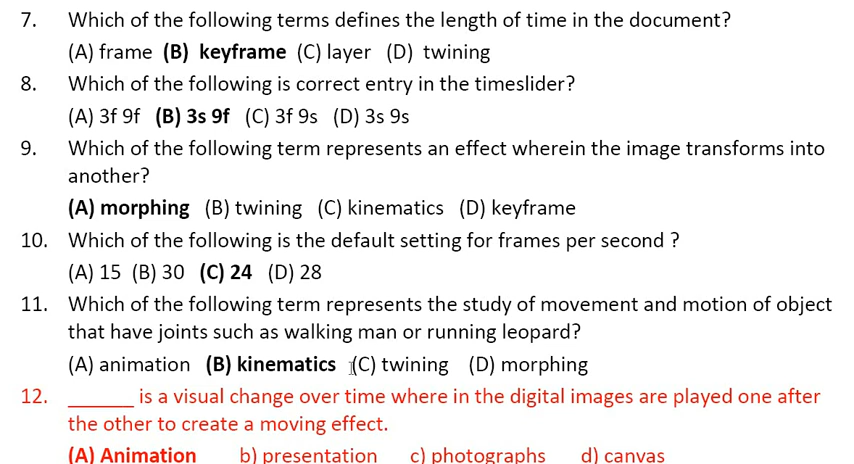 7. Which of the following terms defines the length of time in the document?
(A) frame (B) keyframe (C) layer (D) twining
8. Which of the following is correct entry in the timeslider?
(A) 3f 9f (B) 3s 9f (C) 3f 9s (D) 3s 9s
9. Which of the following term represents an effect wherein the image transforms into
another?
(A) morphing (B) twining (C) kinematics (D) keyframe
10. Which of the following is the default setting for frames per second ?
(A) 15 (B) 30 (C) 24 (D) 28
11. Which of the following term represents the study of movement and motion of object
that have joints such as walking man or running leopard?
(A) animation (B) kinematics (C) twining (D) morphing
12. ______ is a visual change over time where in the digital images are played one after
the other to create a moving effect.
(A) Animation b) presentation c) photographs d) canvas